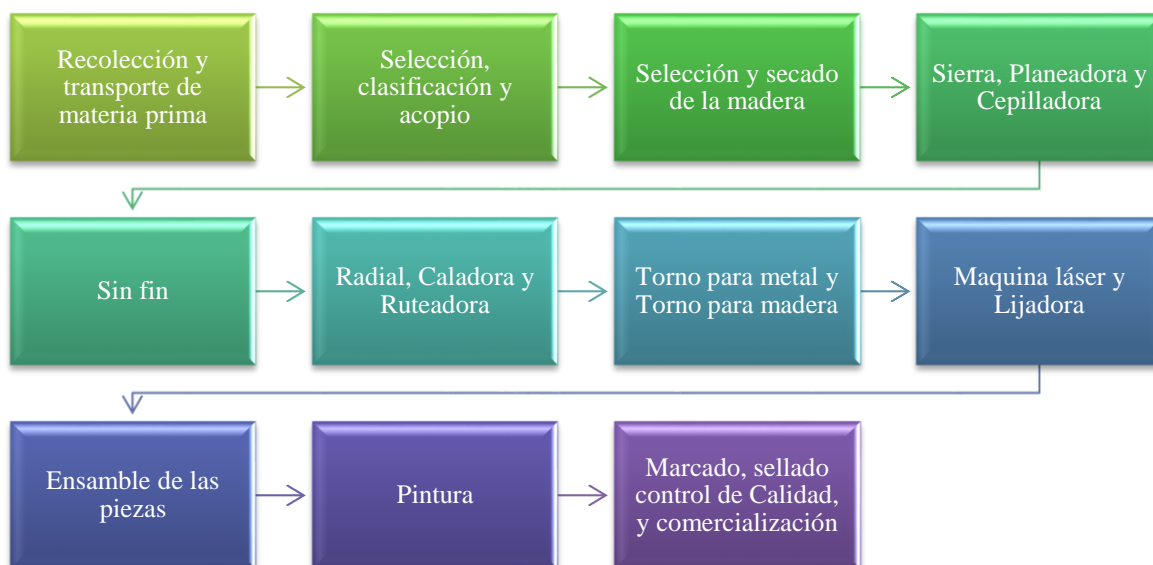 Recolección y
transporte de
materia prima
Selección,
clasificación y
acopio
Selección y secado
de la madera
Sierra, Planeadora y
Cepilladora
Sin fin
Radial, Caladora y
Ruteadora
Torno para metal y
Torno para madera
Maquina láser y
Lijadora
Ensamble de las
piezas
Pintura
Marcado, sellado
control de Calidad,
y comercialización